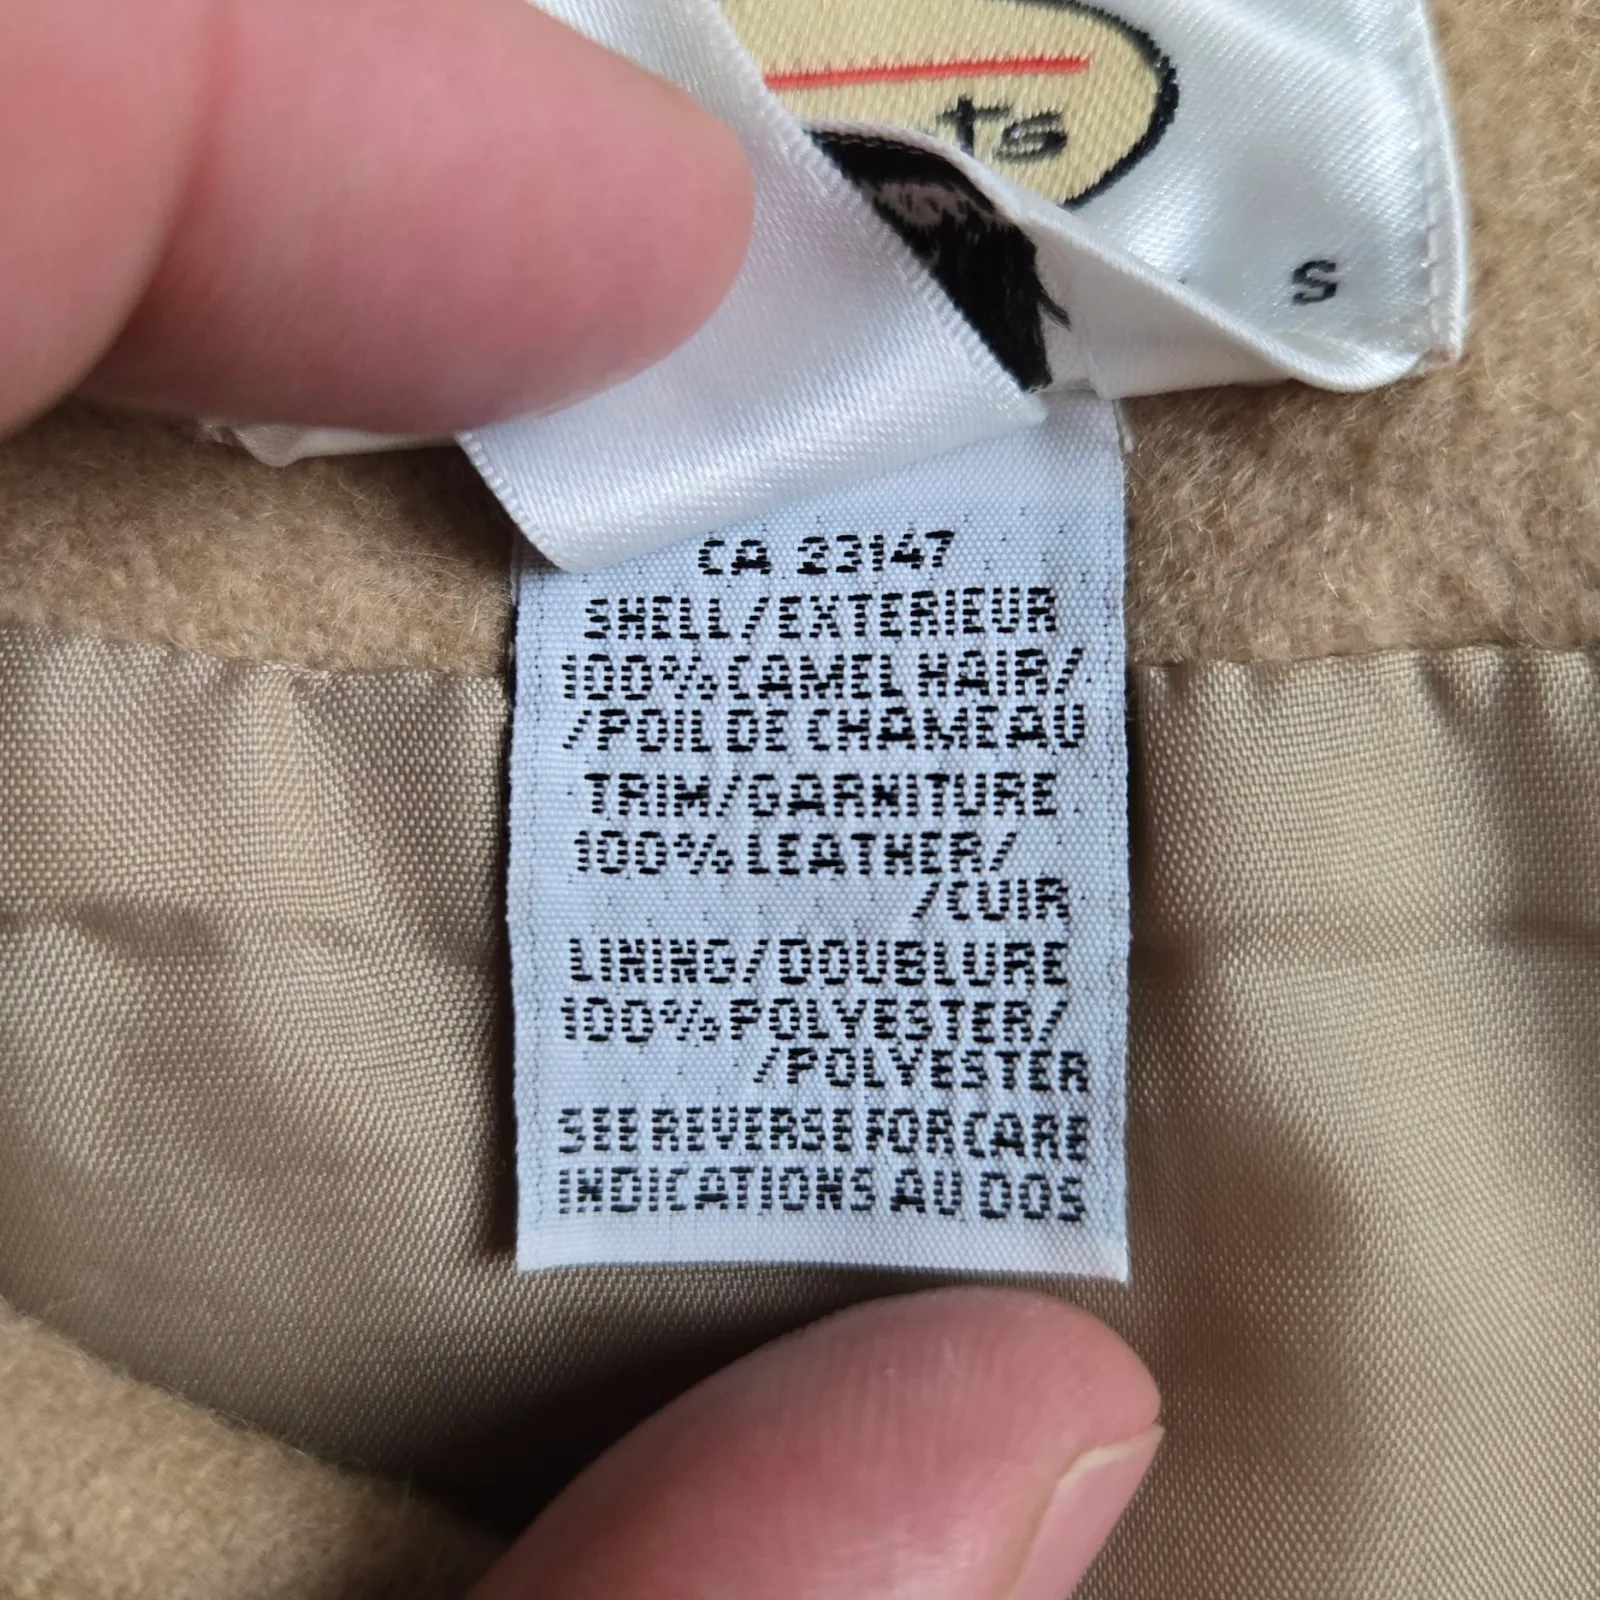 ts
S
CA 23147
SHELL/EXTERIEUR
100% CAMEL HAIR/
/POIL DE CHAMEAU
TRIM/GARNITURE
100% LEATHER/
/CUIR
LINING/DOUBLURE
100% POLYESTER/
/POLYESTER
SEE REVERSE FOR CARE
INDICATIONS AU DOS